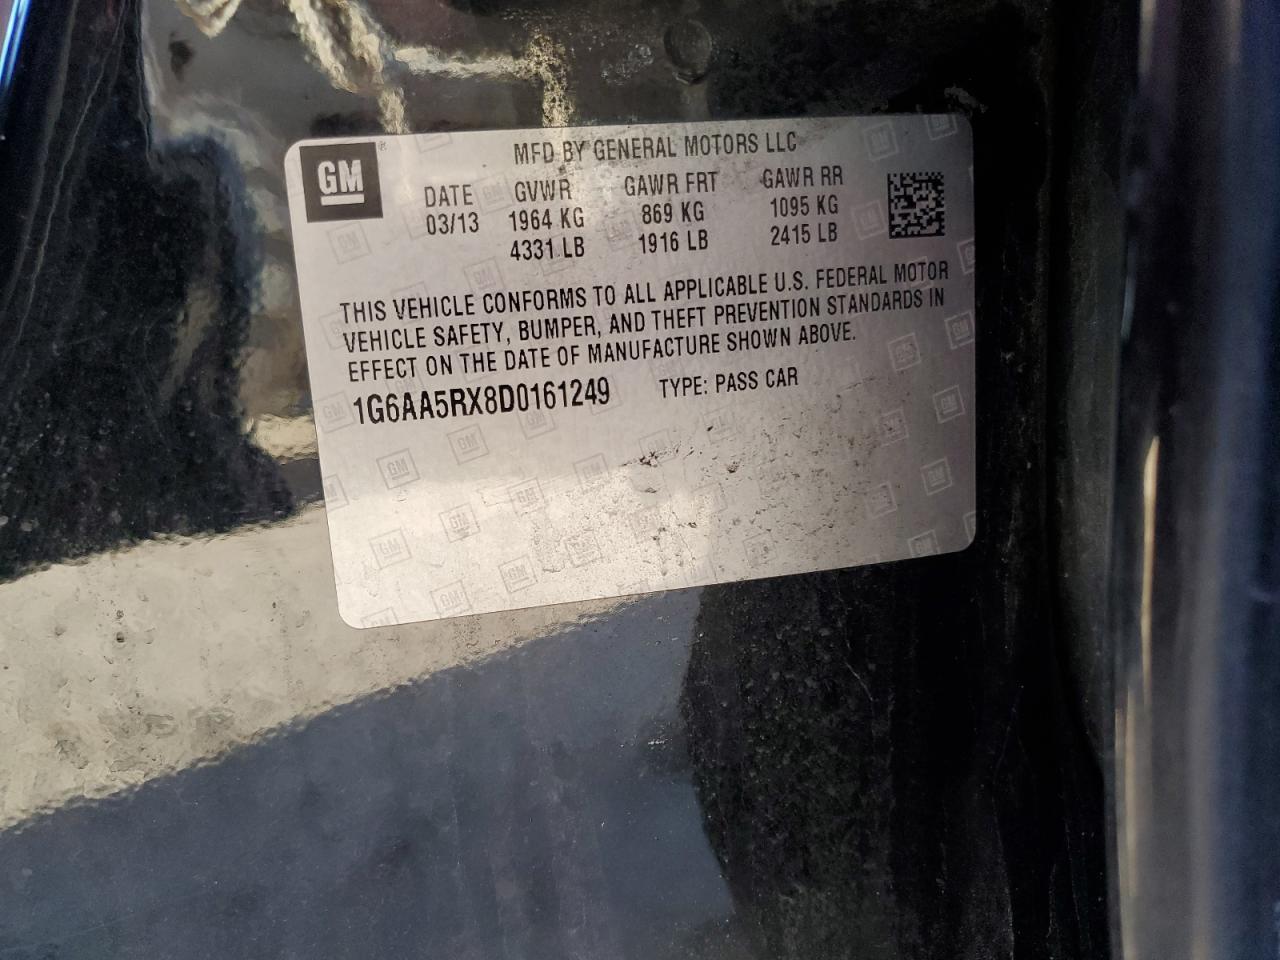 GM ®
MFD BY GENERAL MOTORS LLC
DATE GVWR GAWR FRT GAWR RR
03/13 1964 KG 869 KG 1095 KG
4331 LB 1916 LB 2415 LB
THIS VEHICLE CONFORMS TO ALL APPLICABLE U.S. FEDERAL MOTOR
VEHICLE SAFETY, BUMPER, AND THEFT PREVENTION STANDARDS IN
EFFECT ON THE DATE OF MANUFACTURE SHOWN ABOVE.
1G6AA5RX8D0161249 TYPE: PASS CAR